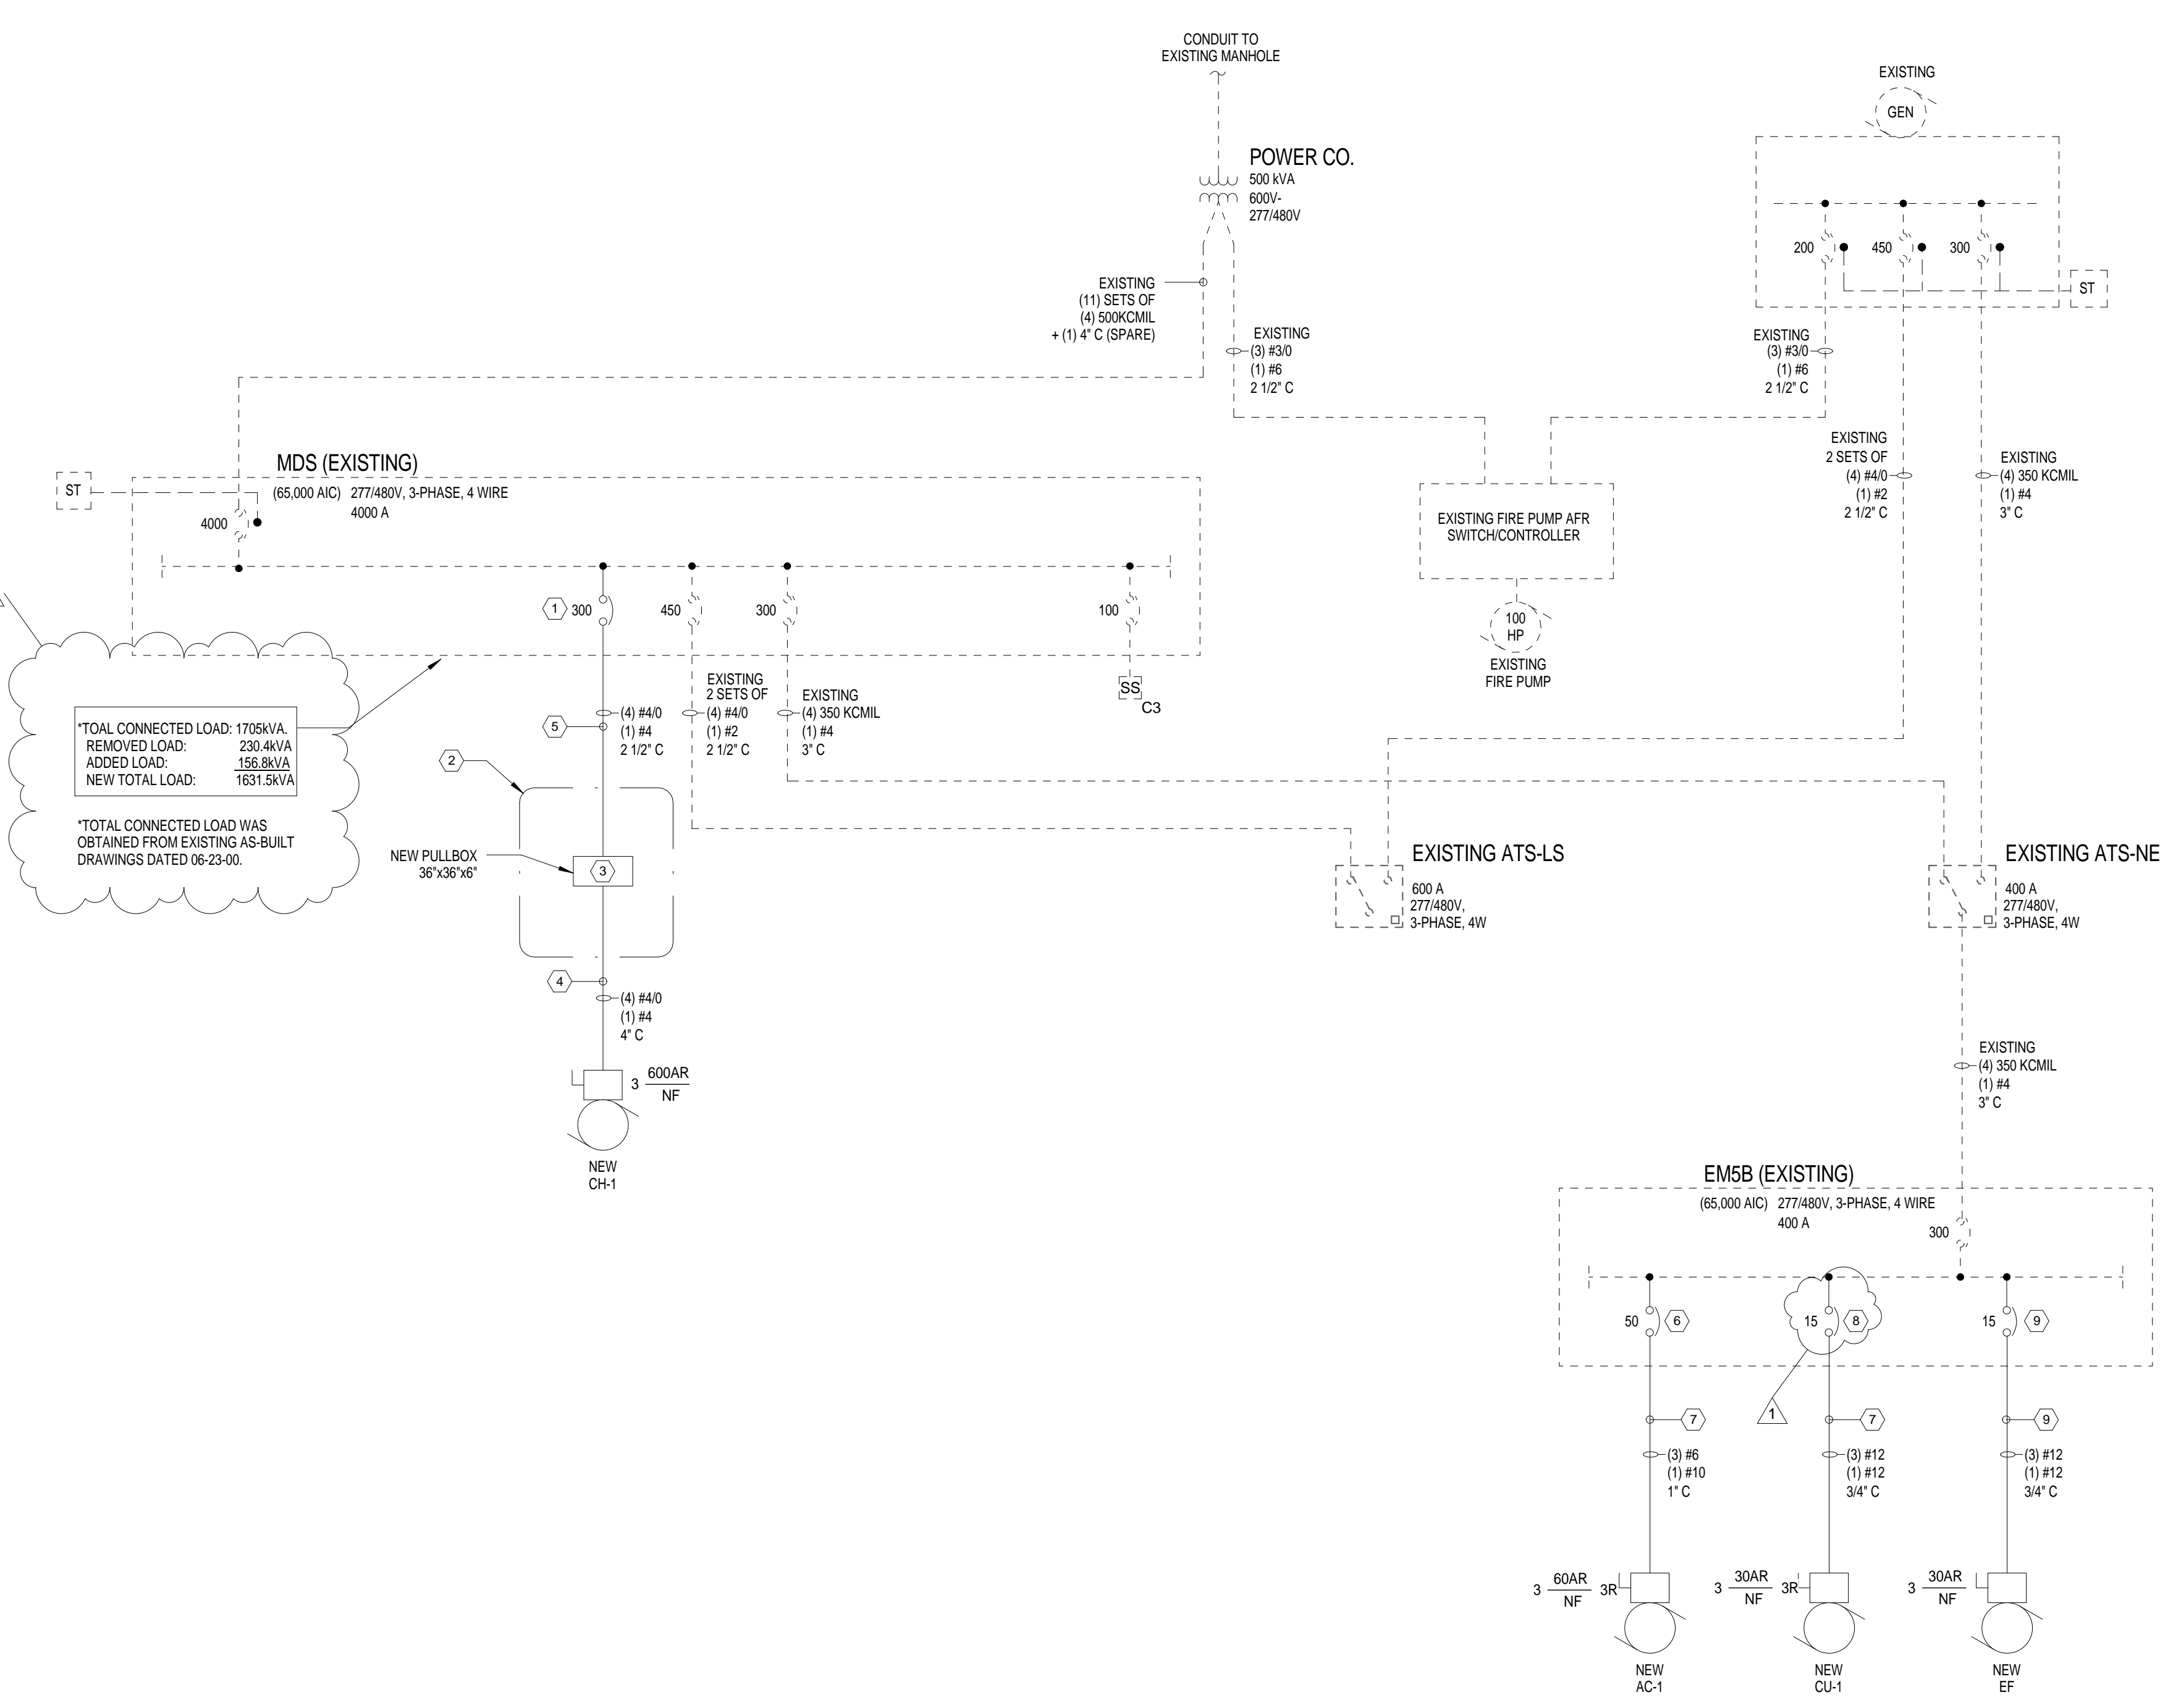 CONDUIT TO
EXISTING MANHOLE
POWER CO.
500 kVA
600V-
277/480V
EXISTING
(11) SETS OF
(4) 500KCMIL
+ (1) 4" C (SPARE)
EXISTING
(3) #3/0
(1) #6
2 1/2" C
EXISTING
GEN
200
450
300
ST
EXISTING
(3) #3/0
(1) #6
2 1/2" C
EXISTING
2 SETS OF
(4) #4/0
(1) #2
2 1/2" C
EXISTING
(4) 350 KCMIL
(1) #4
3" C
MDS (EXISTING)
(65,000 AIC) 277/480V, 3-PHASE, 4 WIRE
4000 A
ST
4000
1
300
450
300
100
SS
C3
EXISTING FIRE PUMP AFR
SWITCH/CONTROLLER
100
HP
EXISTING
FIRE PUMP
*TOAL CONNECTED LOAD: 1705kVA.
REMOVED LOAD: 230.4kVA
ADDED LOAD: 156.8kVA
NEW TOTAL LOAD: 1631.5kVA
*TOTAL CONNECTED LOAD WAS
OBTAINED FROM EXISTING AS-BUILT
DRAWINGS DATED 06-23-00.
5
(4) #4/0
(1) #4
2 1/2" C
EXISTING
2 SETS OF
(4) #4/0
(1) #2
2 1/2" C
EXISTING
(4) 350 KCMIL
(1) #4
3" C
2
NEW PULLBOX
36"x36"x6"
3
4
(4) #4/0
(1) #4
4" C
3 600AR
NF
NEW
CH-1
EXISTING ATS-LS
600 A
277/480V,
3-PHASE, 4W
EXISTING ATS-NE
400 A
277/480V,
3-PHASE, 4W
EXISTING
(4) 350 KCMIL
(1) #4
3" C
EM5B (EXISTING)
(65,000 AIC) 277/480V, 3-PHASE, 4 WIRE
400 A
300
50
6
15
8
15
9
7
1
7
9
(3) #6
(1) #10
1" C
(3) #12
(1) #12
3/4" C
(3) #12
(1) #12
3/4" C
3 60AR 3R
NF
3 30AR 3R
NF
3 30AR
NF
NEW
AC-1
NEW
CU-1
NEW
EF